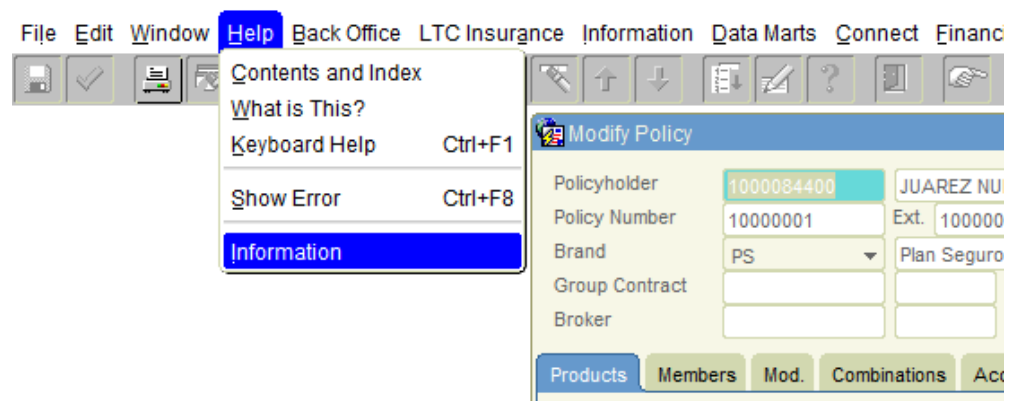 File Edit Window Help Back Office LTC Insurance Information Data Marts Connect Financi
Contents and Index
What is This?
Keyboard Help Ctrl+F1
Show Error Ctrl+F8
Information
Modify Policy
Policyholder 1000084400 JUAREZ NU
Policy Number 10000001 Ext. 100000
Brand PS Plan Seguro
Group Contract
Broker
Products Members Mod. Combinations Acc